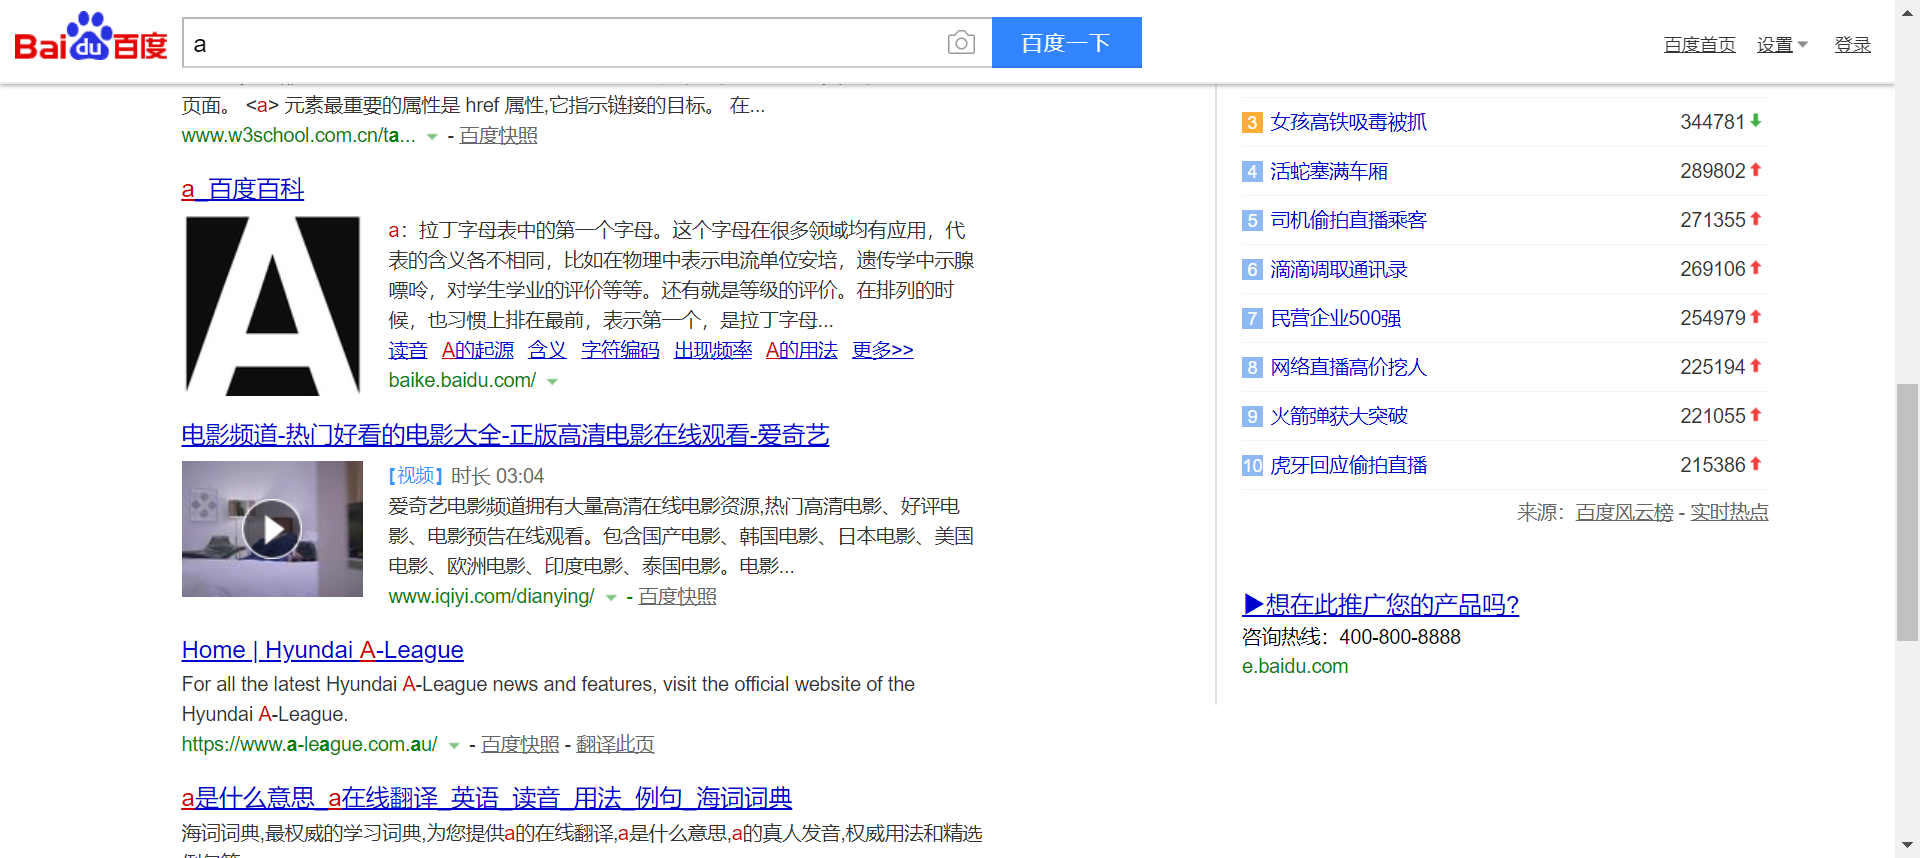 Baidu百度
a
百度一下
百度首页 设置 登录
页面。 <a> 元素最重要的属性是 href 属性,它指示链接的目标。 在...
www.w3school.com.cn/ta... - 百度快照
a_百度百科
A
a：拉丁字母表中的第一个字母。这个字母在很多领域均有应用，代
表的含义各不相同，比如在物理中表示电流单位安培，遗传学中示腺
嘌呤，对学生学业的评价等等。还有就是等级的评价。在排列的时
候，也习惯上排在最前，表示第一个，是拉丁字母...
读音 A的起源 含义 字符编码 出现频率 A的用法 更多>>
baike.baidu.com/
电影频道-热门好看的电影大全-正版高清电影在线观看-爱奇艺
【视频】时长 03:04
爱奇艺电影频道拥有大量高清在线电影资源,热门高清电影、好评电
影、电影预告在线观看。包含国产电影、韩国电影、日本电影、美国
电影、欧洲电影、印度电影、泰国电影。电影...
www.iqiyi.com/dianying/ - 百度快照
Home | Hyundai A-League
For all the latest Hyundai A-League news and features, visit the official website of the
Hyundai A-League.
https://www.a-league.com.au/ - 百度快照 - 翻译此页
a是什么意思_a在线翻译_英语_读音_用法_例句_海词词典
海词词典,最权威的学习词典,为您提供a的在线翻译,a是什么意思,a的真人发音,权威用法和精选
3 女孩高铁吸毒被抓 344781
4 活蛇塞满车厢 289802
5 司机偷拍直播乘客 271355
6 滴滴调取通讯录 269106
7 民营企业500强 254979
8 网络直播高价挖人 225194
9 火箭弹获大突破 221055
10 虎牙回应偷拍直播 215386
来源：百度风云榜 - 实时热点
▶想在此推广您的产品吗?
咨询热线：400-800-8888
e.baidu.com